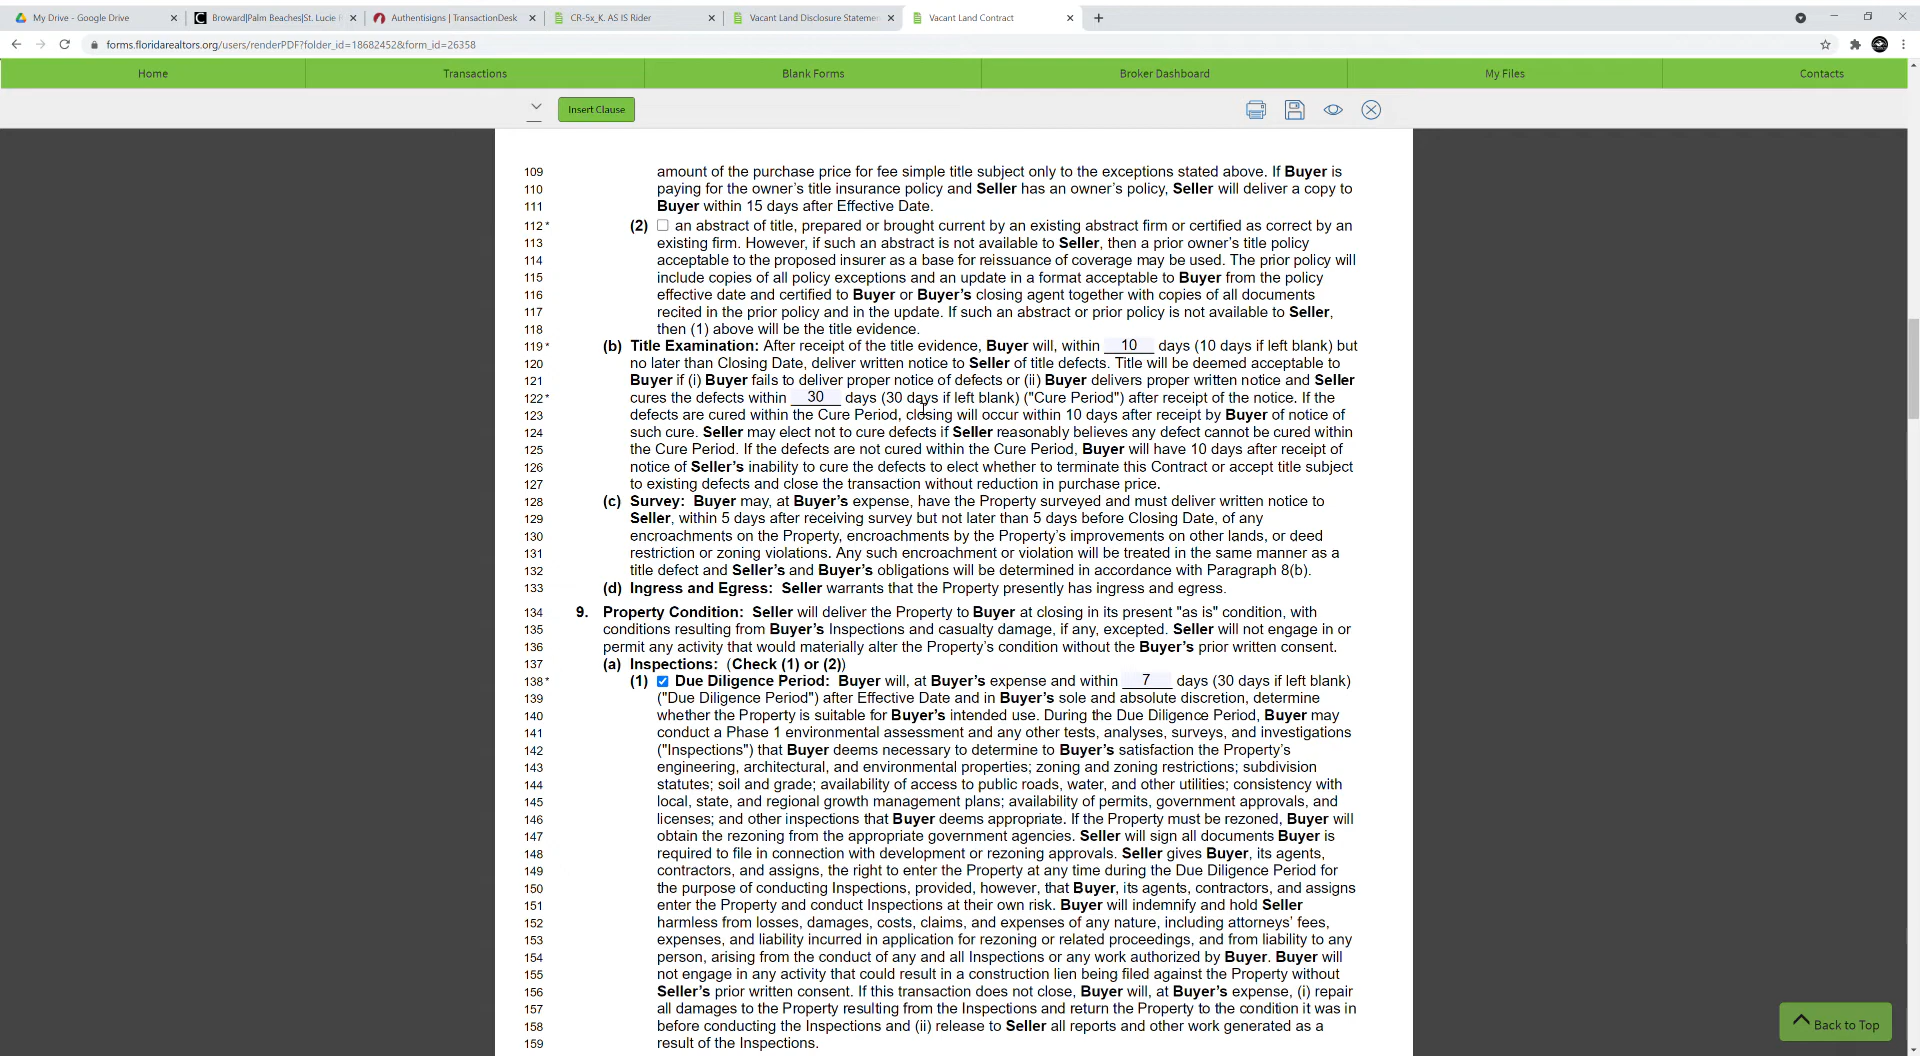 My Drive - Google Drive
Broward|Palm Beaches|St. Lucie
Authentisigns | TransactionDesk
CR-5x_K. AS IS Rider
Vacant Land Disclosure Statemen
Vacant Land Contract
forms.floridarealtors.org/users/renderPDF?folder_id=18682452&form_id=26358
Home Transactions Blank Forms Broker Dashboard My Files Contacts
Insert Clause
109 amount of the purchase price for fee simple title subject only to the exceptions stated above. If Buyer is
110 paying for the owner's title insurance policy and Seller has an owner's policy, Seller will deliver a copy to
111 Buyer within 15 days after Effective Date.
112* (2) an abstract of title, prepared or brought current by an existing abstract firm or certified as correct by an
113 existing firm. However, if such an abstract is not available to Seller, then a prior owner's title policy
114 acceptable to the proposed insurer as a base for reissuance of coverage may be used. The prior policy will
115 include copies of all policy exceptions and an update in a format acceptable to Buyer from the policy
116 effective date and certified to Buyer or Buyer's closing agent together with copies of all documents
117 recited in the prior policy and in the update. If such an abstract or prior policy is not available to Seller,
118 then (1) above will be the title evidence.
119* (b) Title Examination: After receipt of the title evidence, Buyer will, within 10 days (10 days if left blank) but
120 no later than Closing Date, deliver written notice to Seller of title defects. Title will be deemed acceptable to
121 Buyer if (i) Buyer fails to deliver proper notice of defects or (ii) Buyer delivers proper written notice and Seller
122* cures the defects within 30 days (30 days if left blank) ("Cure Period") after receipt of the notice. If the
123 defects are cured within the Cure Period, closing will occur within 10 days after receipt by Buyer of notice of
124 such cure. Seller may elect not to cure defects if Seller reasonably believes any defect cannot be cured within
125 the Cure Period. If the defects are not cured within the Cure Period, Buyer will have 10 days after receipt of
126 notice of Seller's inability to cure the defects to elect whether to terminate this Contract or accept title subject
127 to existing defects and close the transaction without reduction in purchase price.
128 (c) Survey: Buyer may, at Buyer's expense, have the Property surveyed and must deliver written notice to
129 Seller, within 5 days after receiving survey but not later than 5 days before Closing Date, of any
130 encroachments on the Property, encroachments by the Property's improvements on other lands, or deed
131 restriction or zoning violations. Any such encroachment or violation will be treated in the same manner as a
132 title defect and Seller's and Buyer's obligations will be determined in accordance with Paragraph 8(b).
133 (d) Ingress and Egress: Seller warrants that the Property presently has ingress and egress.
134 9. Property Condition: Seller will deliver the Property to Buyer at closing in its present "as is" condition, with
135 conditions resulting from Buyer's Inspections and casualty damage, if any, excepted. Seller will not engage in or
136 permit any activity that would materially alter the Property's condition without the Buyer's prior written consent.
137 (a) Inspections: (Check (1) or (2))
138* (1) Due Diligence Period: Buyer will, at Buyer's expense and within 7 days (30 days if left blank)
139 ("Due Diligence Period") after Effective Date and in Buyer's sole and absolute discretion, determine
140 whether the Property is suitable for Buyer's intended use. During the Due Diligence Period, Buyer may
141 conduct a Phase 1 environmental assessment and any other tests, analyses, surveys, and investigations
142 ("Inspections") that Buyer deems necessary to determine to Buyer's satisfaction the Property's
143 engineering, architectural, and environmental properties; zoning and zoning restrictions; subdivision
144 statutes; soil and grade; availability of access to public roads, water, and other utilities; consistency with
145 local, state, and regional growth management plans; availability of permits, government approvals, and
146 licenses; and other inspections that Buyer deems appropriate. If the Property must be rezoned, Buyer will
147 obtain the rezoning from the appropriate government agencies. Seller will sign all documents Buyer is
148 required to file in connection with development or rezoning approvals. Seller gives Buyer, its agents,
149 contractors, and assigns, the right to enter the Property at any time during the Due Diligence Period for
150 the purpose of conducting Inspections, provided, however, that Buyer, its agents, contractors, and assigns
151 enter the Property and conduct Inspections at their own risk. Buyer will indemnify and hold Seller
152 harmless from losses, damages, costs, claims, and expenses of any nature, including attorneys' fees,
153 expenses, and liability incurred in application for rezoning or related proceedings, and from liability to any
154 person, arising from the conduct of any and all Inspections or any work authorized by Buyer. Buyer will
155 not engage in any activity that could result in a construction lien being filed against the Property without
156 Seller's prior written consent. If this transaction does not close, Buyer will, at Buyer's expense, (i) repair
157 all damages to the Property resulting from the Inspections and return the Property to the condition it was in
158 before conducting the Inspections and (ii) release to Seller all reports and other work generated as a
159 result of the Inspections.
Back to Top